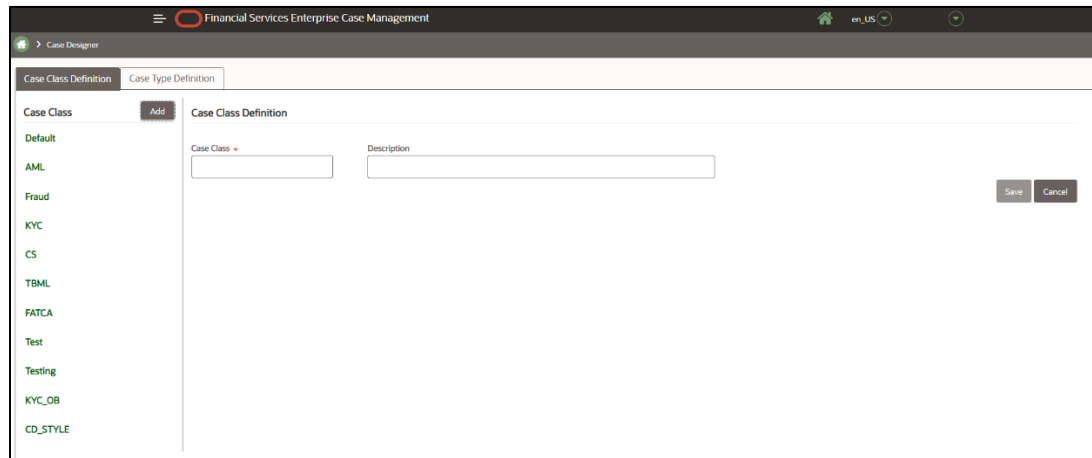 Financial Services Enterprise Case Management
en_US
> Case Designer
Case Class Definition
Case Type Definition
Case Class
Add
Default
AML
Fraud
KYC
CS
TBML
FATCA
Test
Testing
KYC_OB
CD_STYLE
Case Class Definition
Case Class *
Description
Save
Cancel